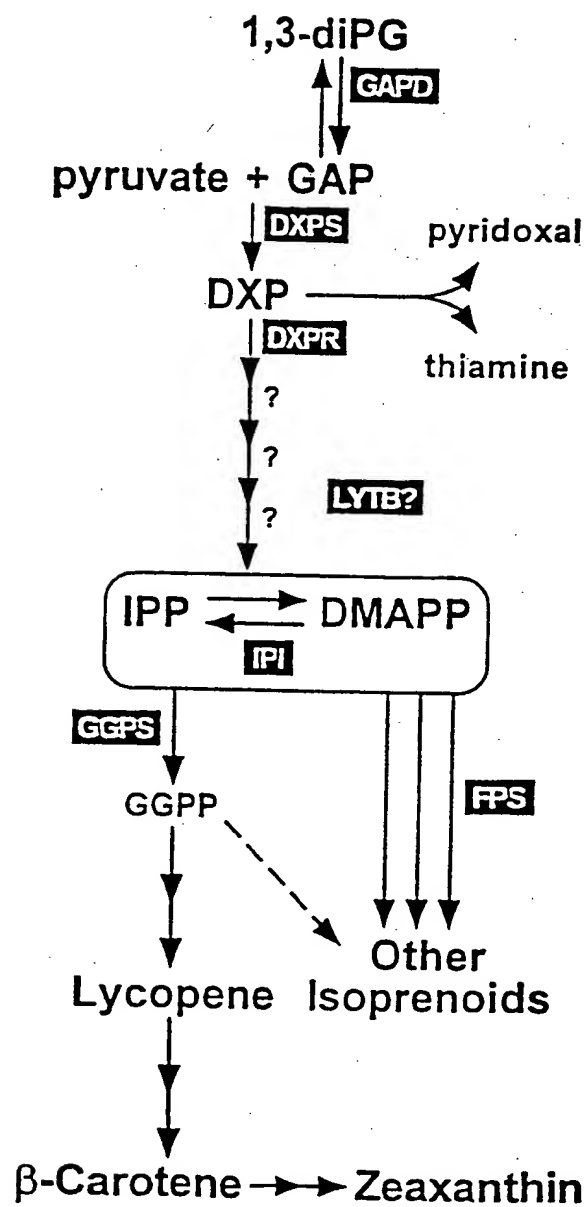 1,3-diPG
GAPD
pyruvate + GAP
DXPS
pyridoxal
DXP
thiamine
DXPR
?
?
LYTB?
?
IPP
DMAPP
IPI
GGPS
GGPP
FPS
Other
Isoprenoids
Lycopene
β-Carotene
Zeaxanthin